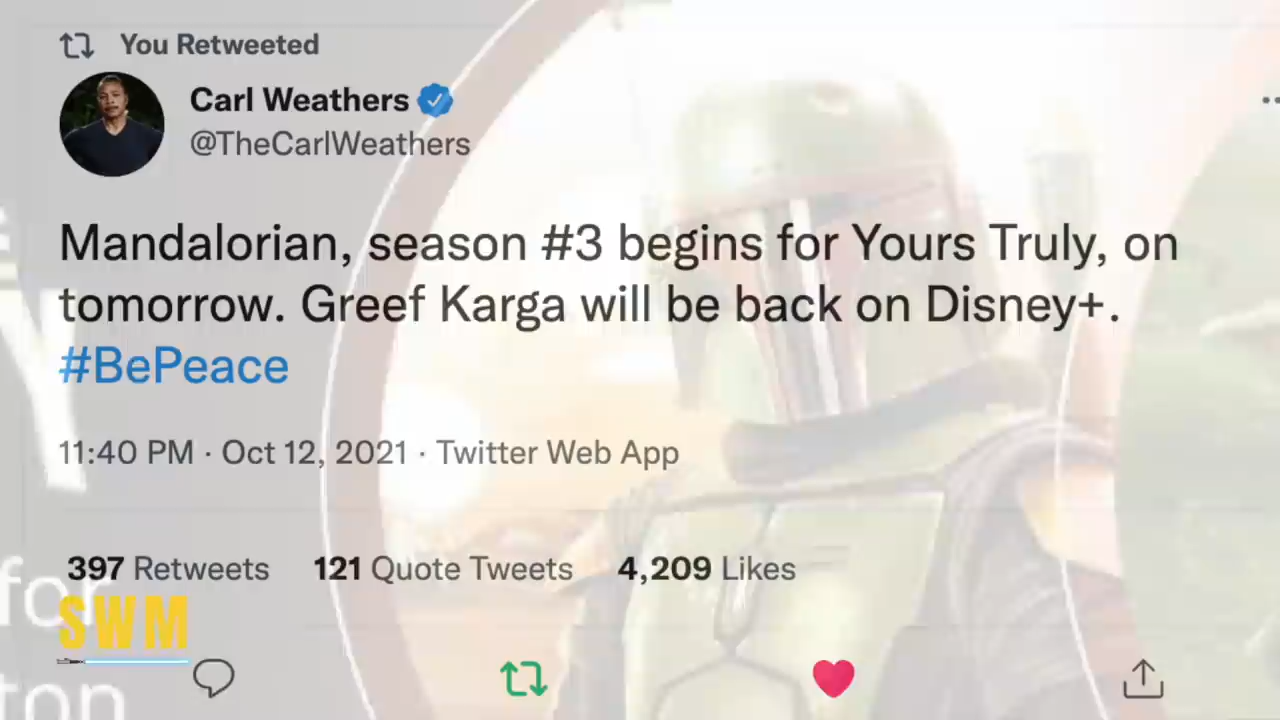 You Retweeted
Carl Weathers
@TheCarlWeathers
Mandalorian, season #3 begins for Yours Truly, on
tomorrow. Greef Karga will be back on Disney+.
#BePeace
11:40 PM · Oct 12, 2021 · Twitter Web App
397 Retweets 121 Quote Tweets 4,209 Likes
for
SWM
ton